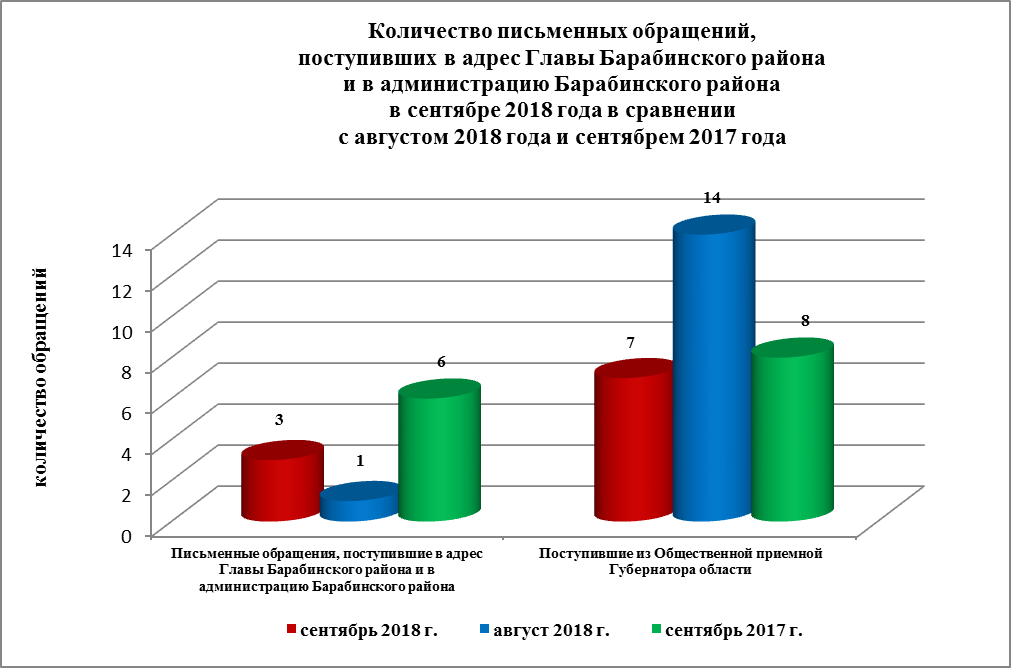 Количество письменных обращений,
поступивших в адрес Главы Барабинского района
и в администрацию Барабинского района
в сентябре 2018 года в сравнении
с августом 2018 года и сентябрем 2017 года
количество обращений
14
12
10
8
6
4
2
0
3
1
6
7
14
8
Письменные обращения, поступившие в адрес
Главы Барабинского района и в
администрацию Барабинского района
Поступившие из Общественной приемной
Губернатора области
сентябрь 2018 г.
август 2018 г.
сентябрь 2017 г.